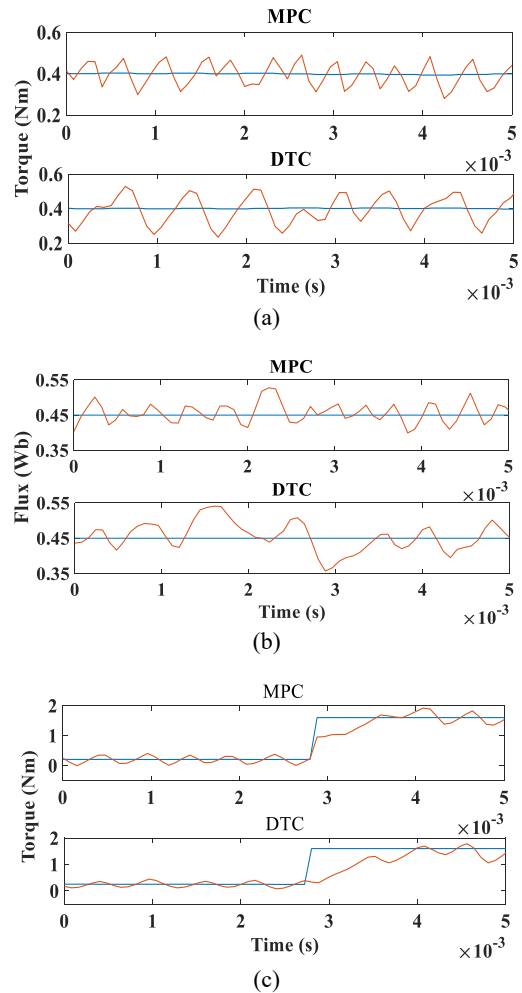 MPC
0.6
0.4
0.2
0 1 2 3 4 5
×10⁻³
DTC
0.6
0.4
0.2
0 1 2 3 4 5
Torque (Nm)
Time (s)
×10⁻³
(a)
MPC
0.55
0.45
0.35
0 1 2 3 4 5
×10⁻³
DTC
0.55
0.45
0.35
0 1 2 3 4 5
Flux (Wb)
Time (s)
×10⁻³
(b)
MPC
2
1
0
0 1 2 3 4 5
×10⁻³
DTC
2
1
0
0 1 2 3 4 5
Torque (Nm)
Time (s)
×10⁻³
(c)